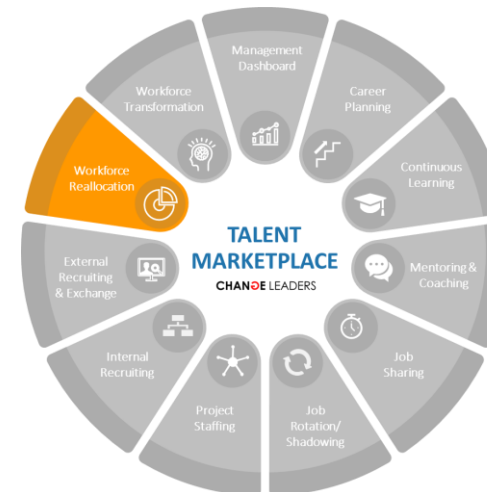 Management
Dashboard
Career
Planning
Continuous
Learning
Mentoring &
Coaching
Job
Sharing
Job
Rotation/
Shadowing
Project
Staffing
Internal
Recruiting
External
Recruiting
& Exchange
Workforce
Reallocation
Workforce
Transformation
TALENT
MARKETPLACE
CHANGE LEADERS